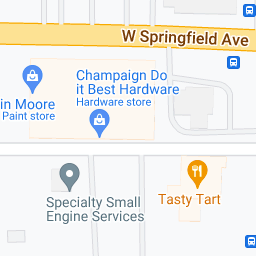 W Springfield Ave
Champaign Do
it Best Hardware
Hardware store
in Moore
Paint store
Specialty Small
Engine Services
Tasty Tart